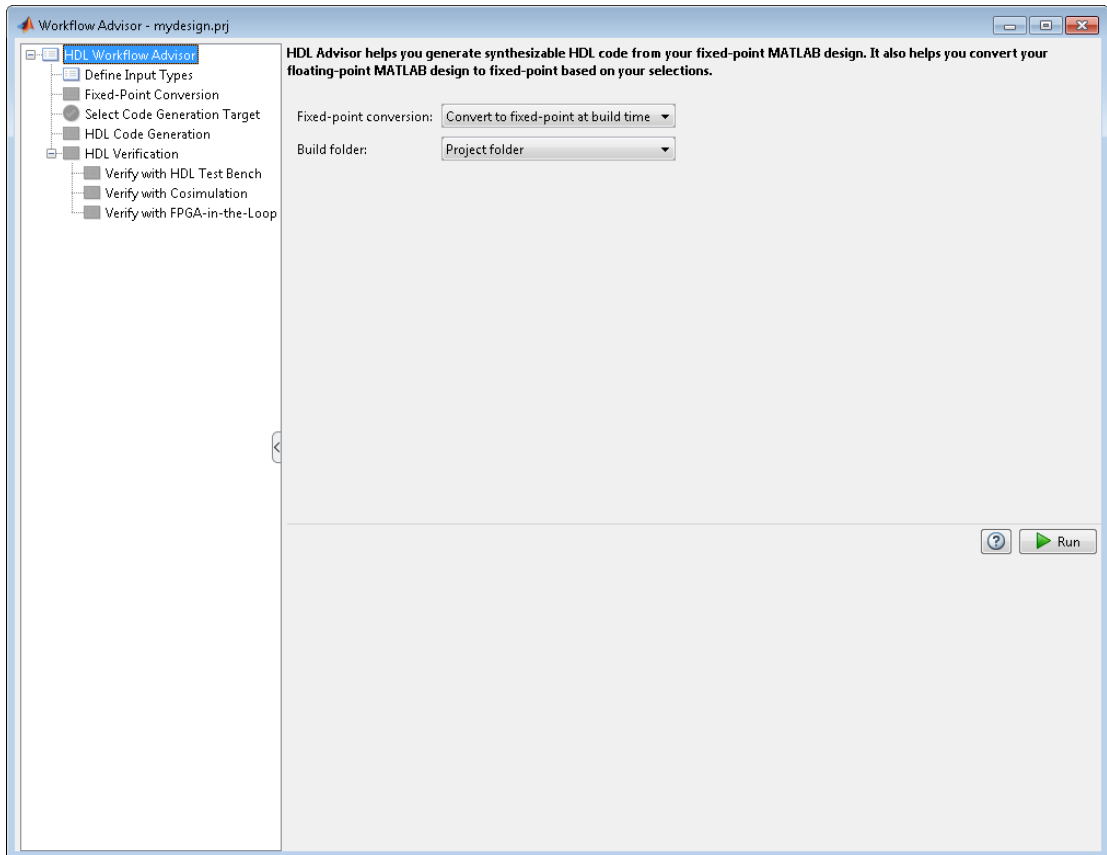 Workflow Advisor - mydesign.prj
HDL Workflow Advisor
Define Input Types
Fixed-Point Conversion
Select Code Generation Target
HDL Code Generation
HDL Verification
Verify with HDL Test Bench
Verify with Cosimulation
Verify with FPGA-in-the-Loop
HDL Advisor helps you generate synthesizable HDL code from your fixed-point MATLAB design. It also helps you convert your
floating-point MATLAB design to fixed-point based on your selections.
Fixed-point conversion: Convert to fixed-point at build time
Build folder: Project folder
Run